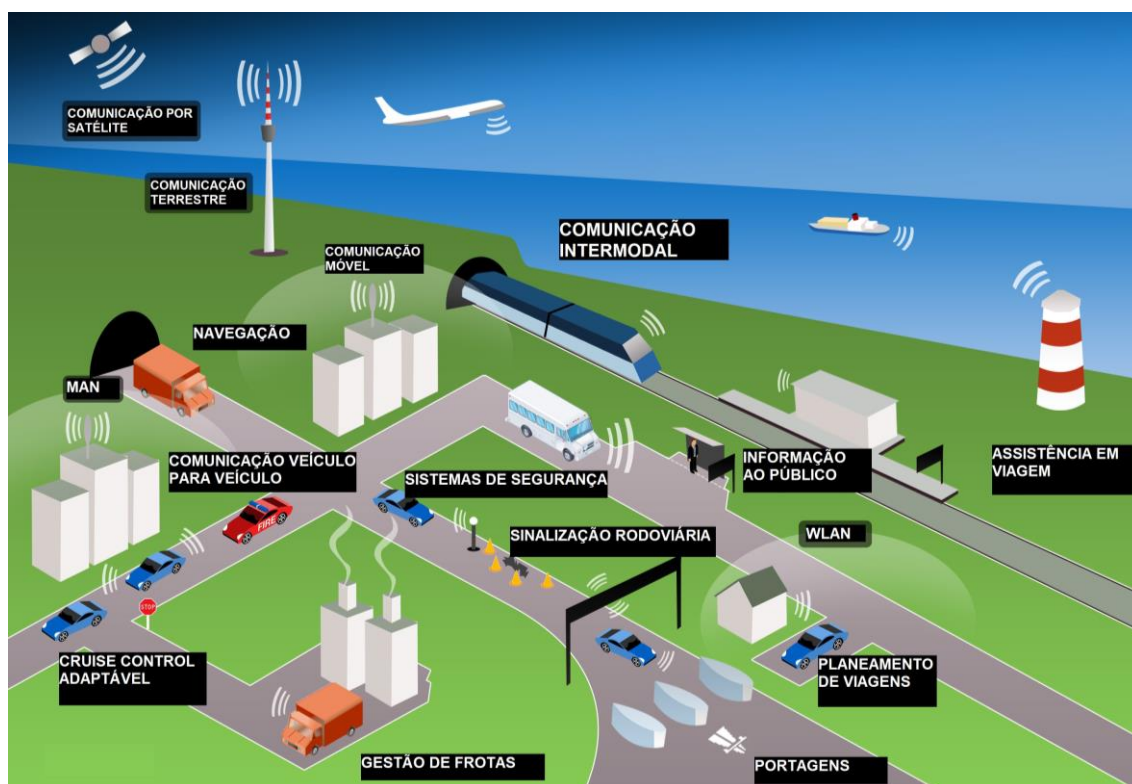 COMUNICAÇÃO POR
SATÉLITE
COMUNICAÇÃO
TERRESTRE
COMUNICAÇÃO
MÓVEL
COMUNICAÇÃO
INTERMODAL
NAVEGAÇÃO
MAN
COMUNICAÇÃO VEÍCULO
PARA VEÍCULO
SISTEMAS DE SEGURANÇA
INFORMAÇÃO
AO PÚBLICO
ASSISTÊNCIA EM
VIAGEM
FIRE
SINALIZAÇÃO RODOVIÁRIA
WLAN
STOP
CRUISE CONTROL
ADAPTÁVEL
PLANEAMENTO
DE VIAGENS
GESTÃO DE FROTAS
PORTAGENS